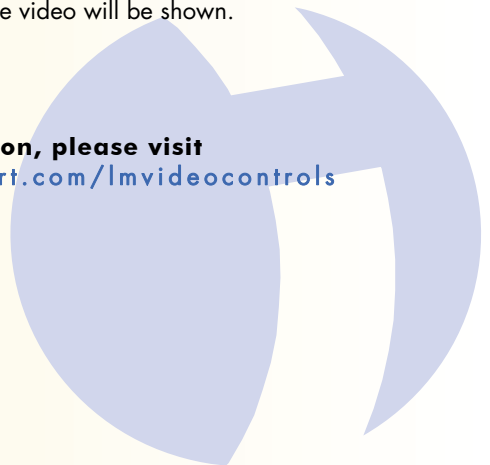 e video will be shown.
on, please visit
rt.com/lmvideocontrols